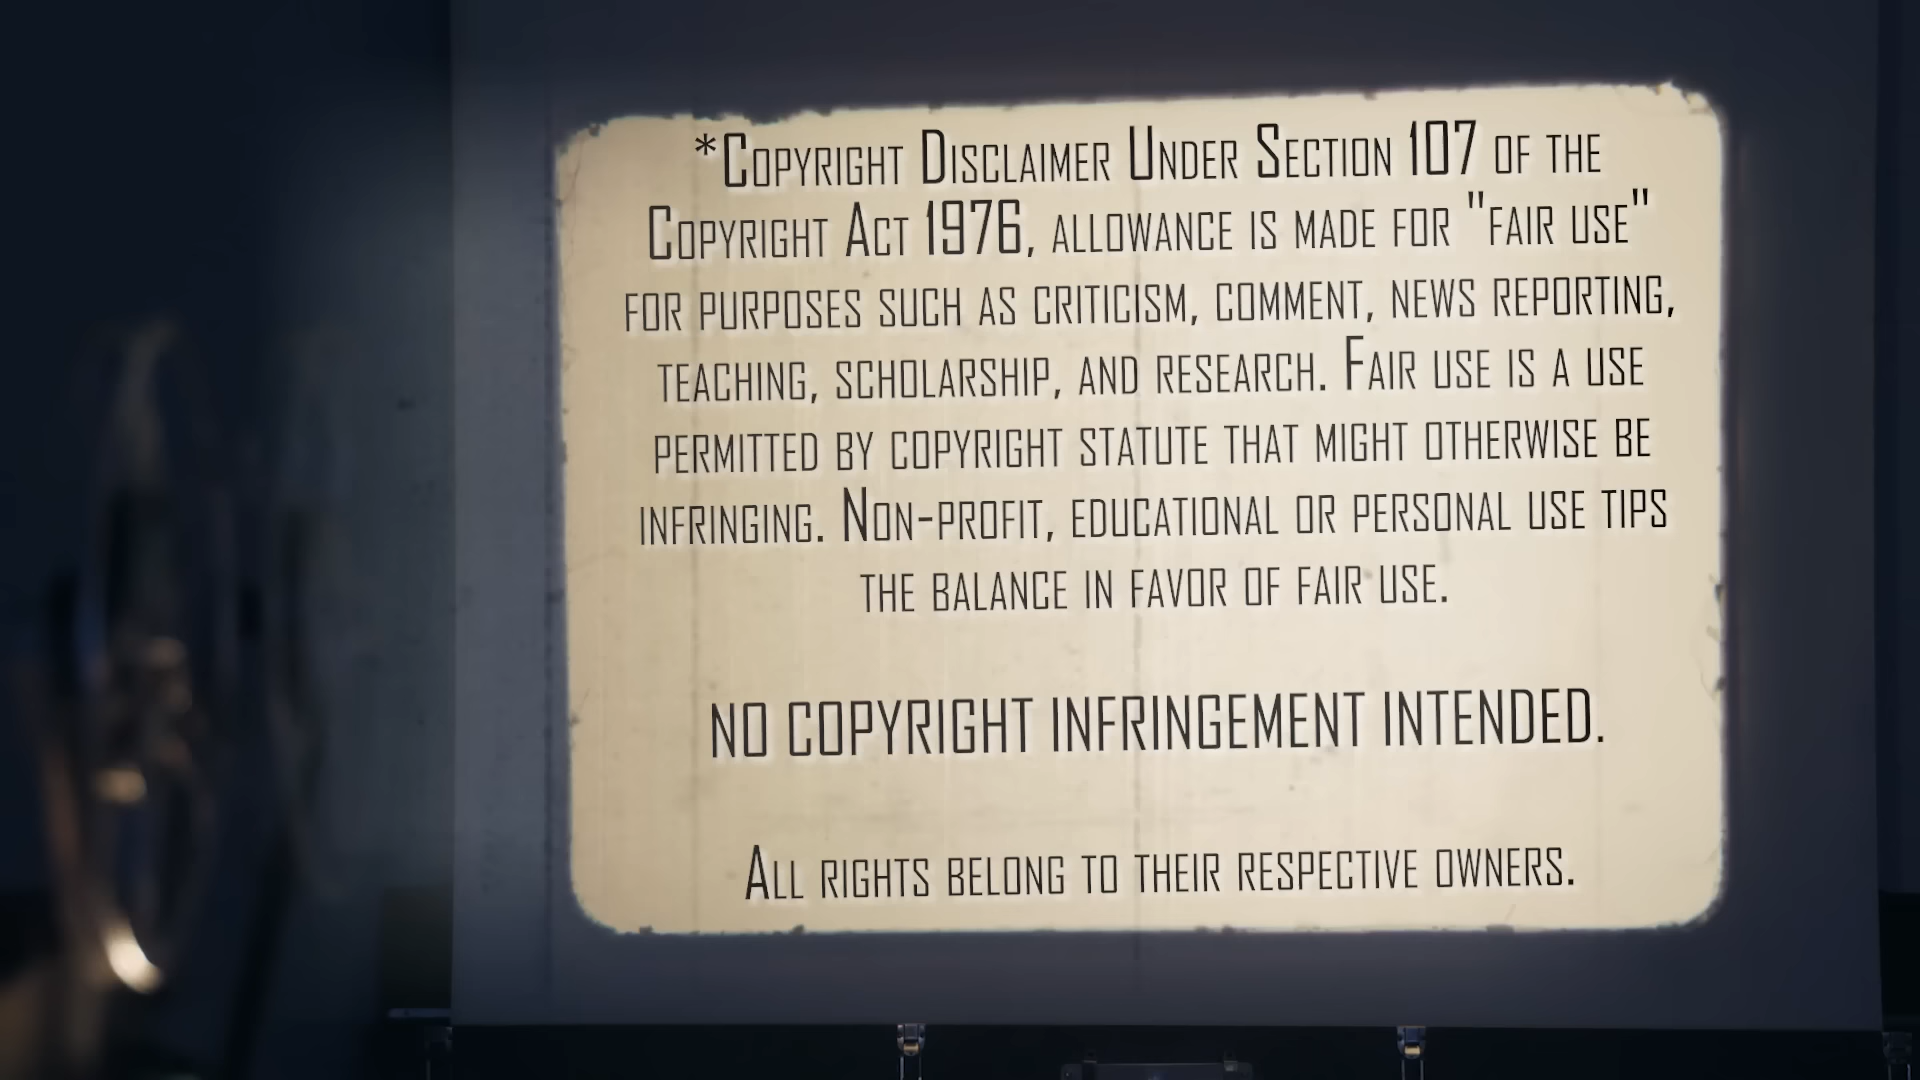 *Copyright Disclaimer Under Section 107 of the
Copyright Act 1976, allowance is made for "fair use"
for purposes such as criticism, comment, news reporting,
teaching, scholarship, and research. Fair use is a use
permitted by copyright statute that might otherwise be
infringing. Non-profit, educational or personal use tips
the balance in favor of fair use.
NO COPYRIGHT INFRINGEMENT INTENDED.
All rights belong to their respective owners.